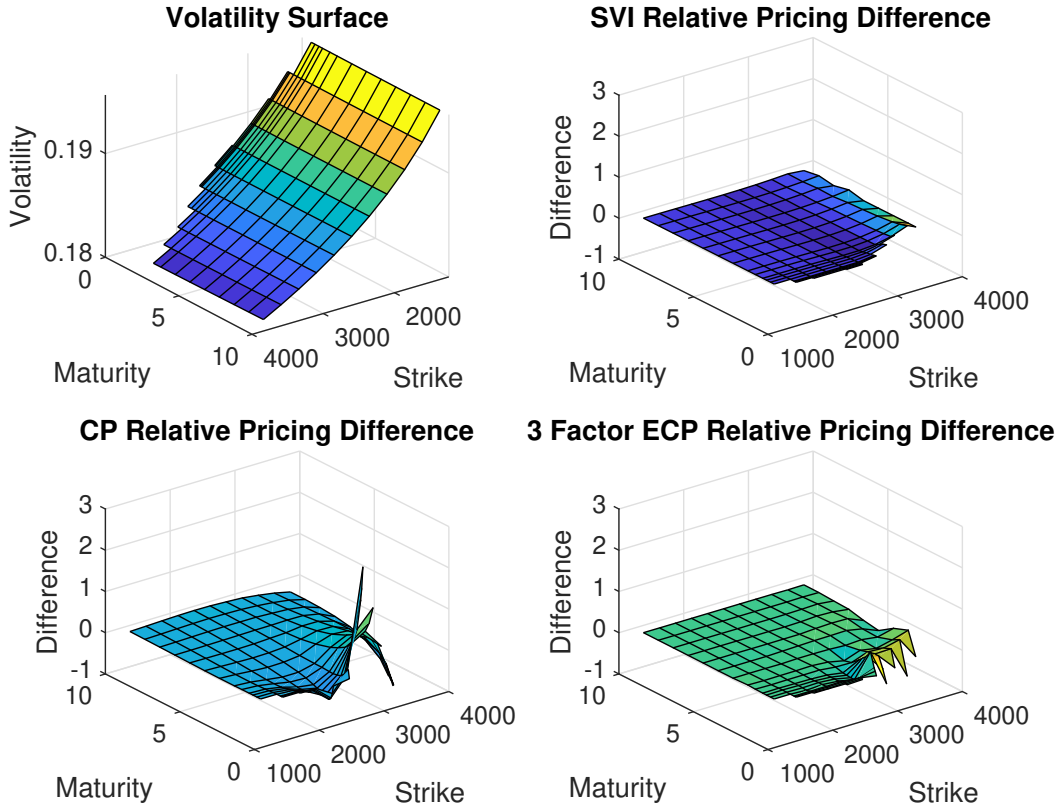 Volatility Surface
Volatility
0.19
0.18
0
5
10
Maturity
4000
3000
2000
Strike
SVI Relative Pricing Difference
Difference
3
2
1
0
-1
10
5
0
Maturity
1000
2000
3000
4000
Strike
CP Relative Pricing Difference
Difference
3
2
1
0
-1
10
5
0
Maturity
1000
2000
3000
4000
Strike
3 Factor ECP Relative Pricing Difference
Difference
3
2
1
0
-1
10
5
0
Maturity
1000
2000
3000
4000
Strike